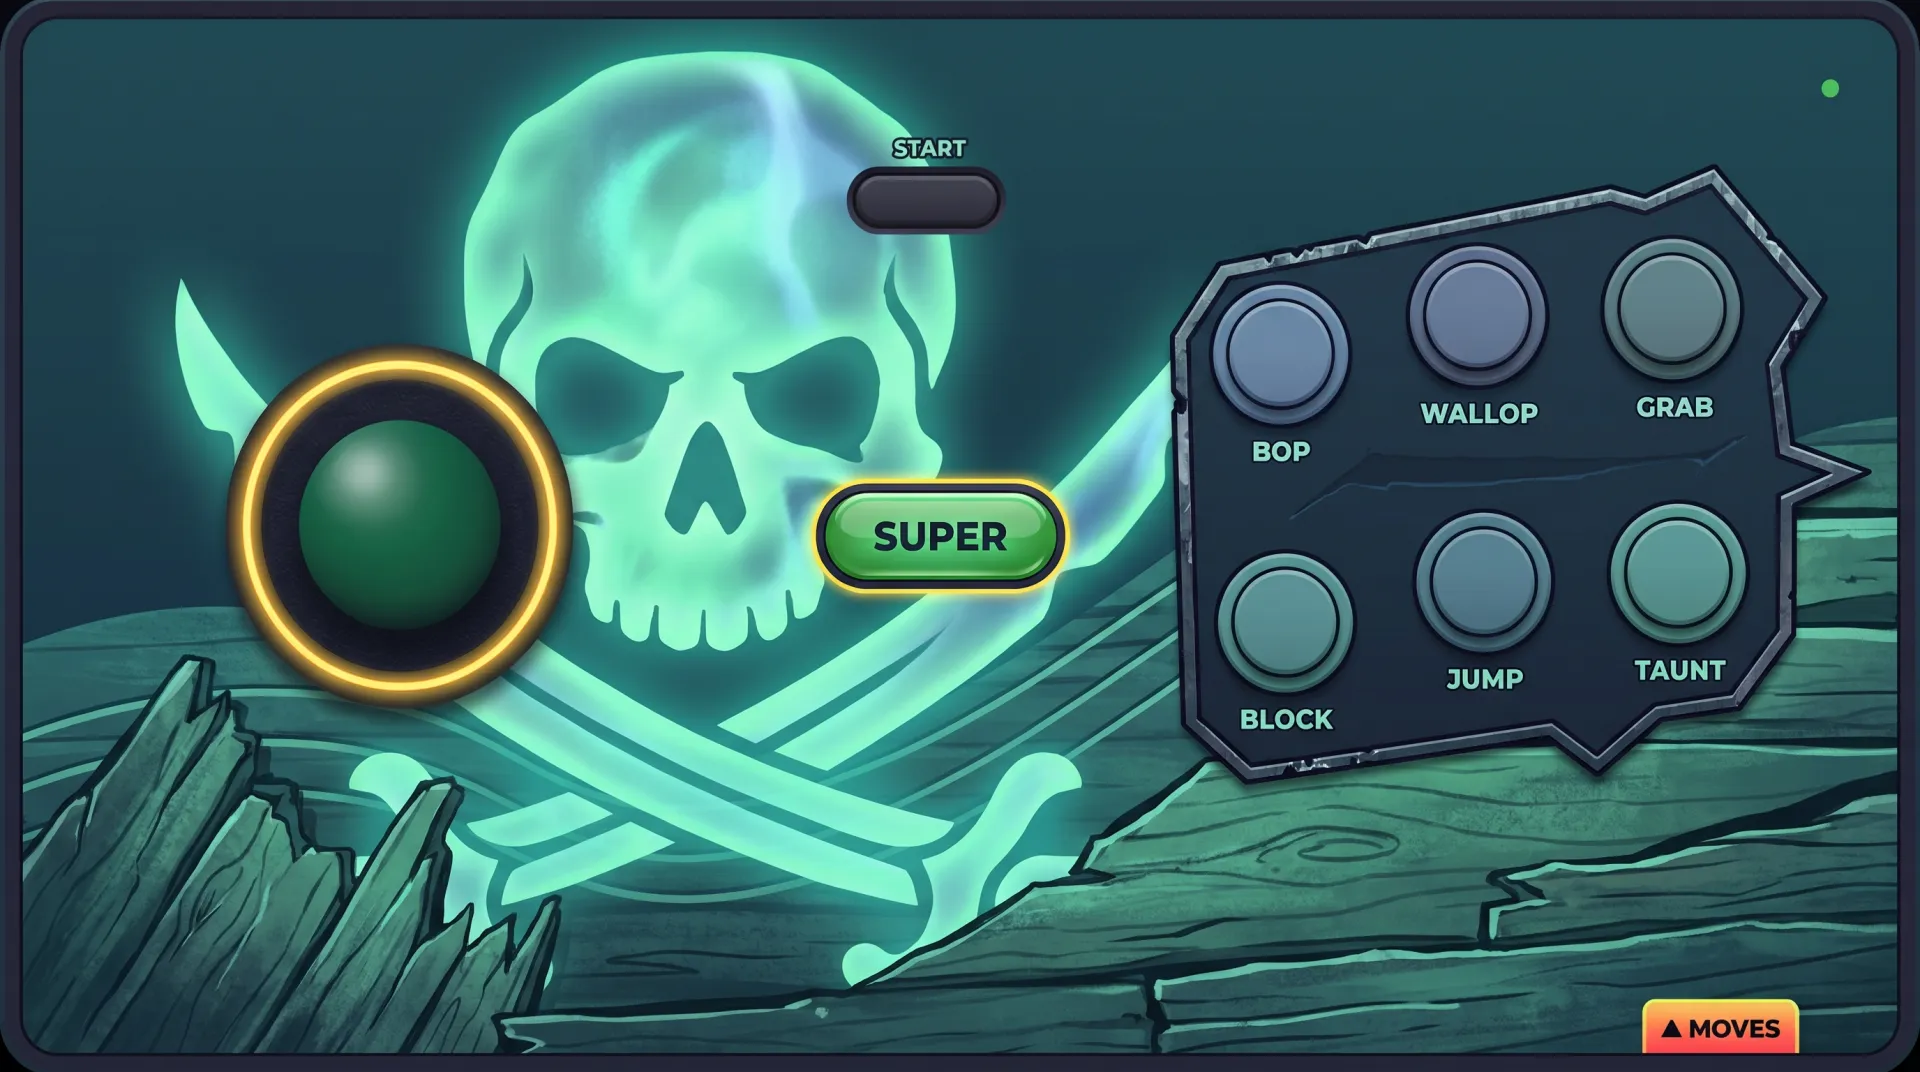 START
SUPER
BOP
WALLOP
GRAB
BLOCK
JUMP
TAUNT
▲ MOVES